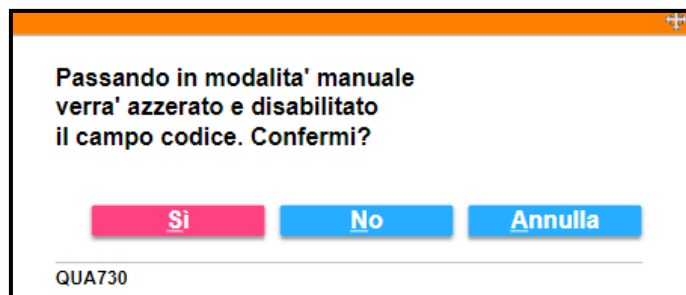 Passando in modalita' manuale
verra' azzerato e disabilitato
il campo codice. Confermi?
Sì No Annulla
QUA730